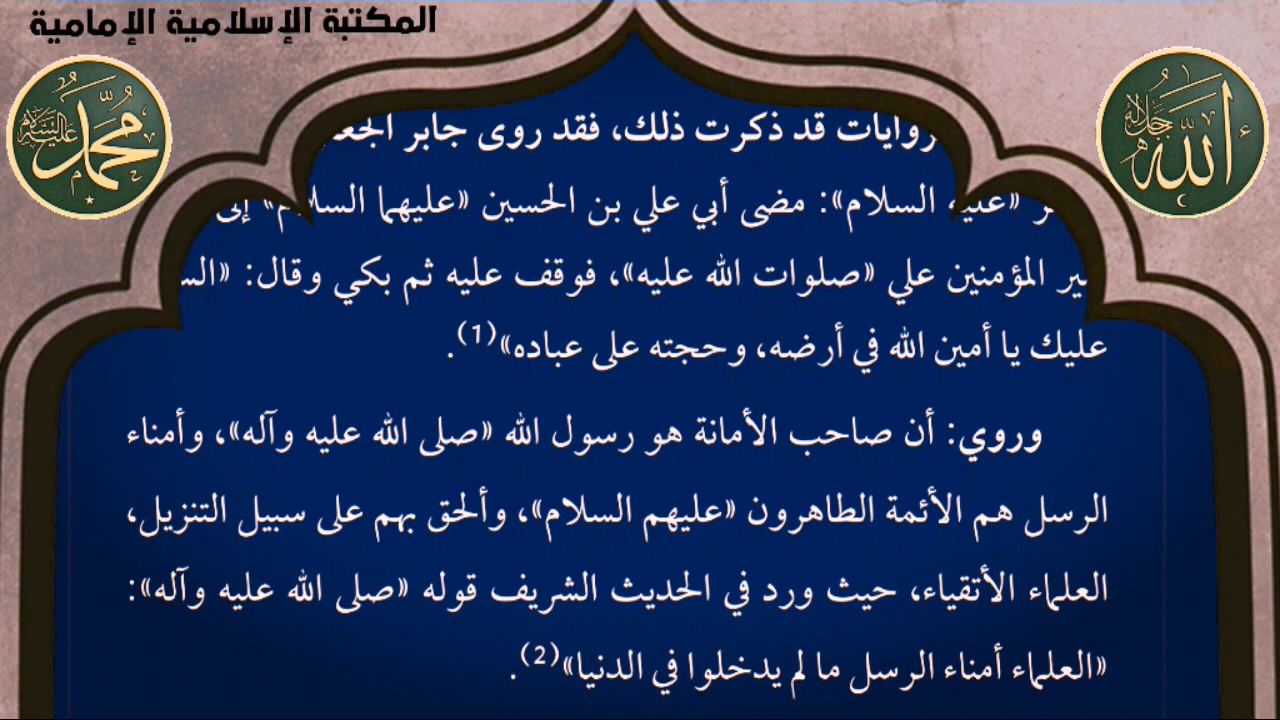 المكتبة الإسلامية الإمامية
الله جل جلاله
محمد عليه السلام
روايات قد ذكرت ذلك، فقد روى جابر
«عليه السلام»: مضى أبي علي بن الحسين «عليهما السلام» إلى
المؤمنين علي «صلوات الله عليه»، فوقف عليه ثم بكي وقال:
عليك يا أمين الله في أرضه، وحجته على عباده»(1).
وروي: أن صاحب الأمانة هو رسول الله «صلى الله عليه وآله»، وأمناء
الرسل هم الأئمة الطاهرون «عليهم السلام»، وألحق بهم على سبيل التنزيل،
العلماء الأتقياء، حيث ورد في الحديث الشريف قوله «صلى الله عليه وآله»:
«العلماء أمناء الرسل ما لم يدخلوا في الدنيا»(2).